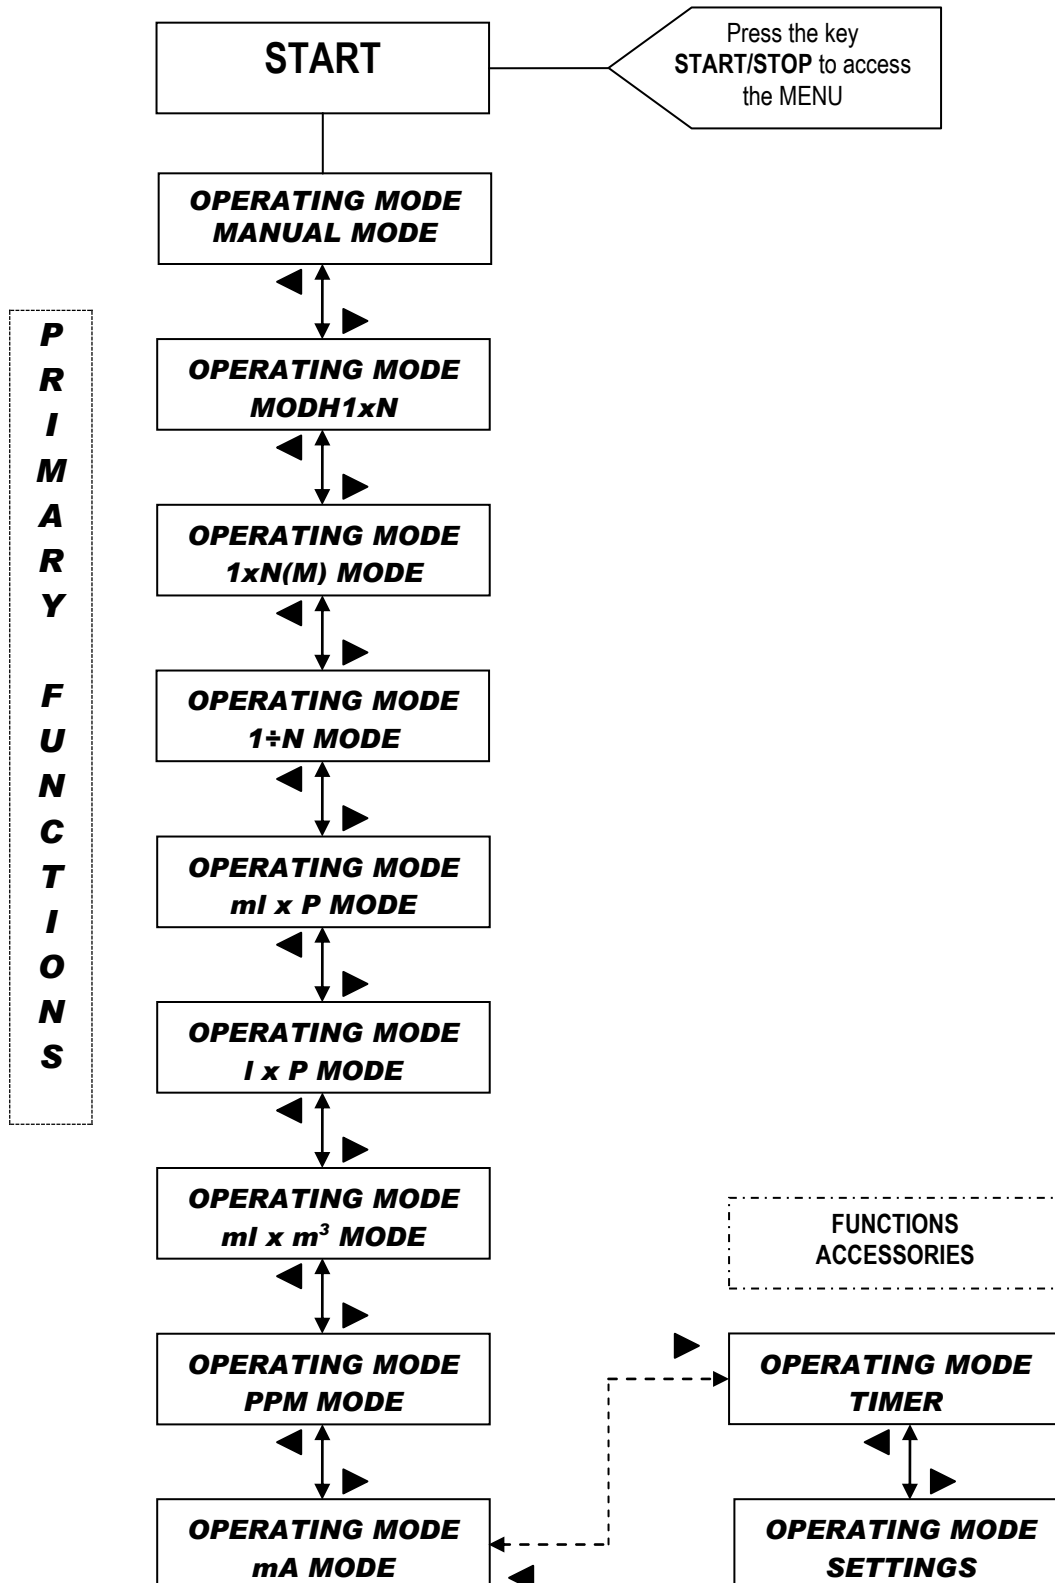 START
Press the key
START/STOP to access
the MENU
OPERATING MODE
MANUAL MODE
PRIMARY FUNCTIONS
OPERATING MODE
MODH1xN
OPERATING MODE
1xN(M) MODE
OPERATING MODE
1÷N MODE
OPERATING MODE
ml x P MODE
OPERATING MODE
l x P MODE
OPERATING MODE
ml x m³ MODE
OPERATING MODE
PPM MODE
OPERATING MODE
mA MODE
FUNCTIONS
ACCESSORIES
OPERATING MODE
TIMER
OPERATING MODE
SETTINGS